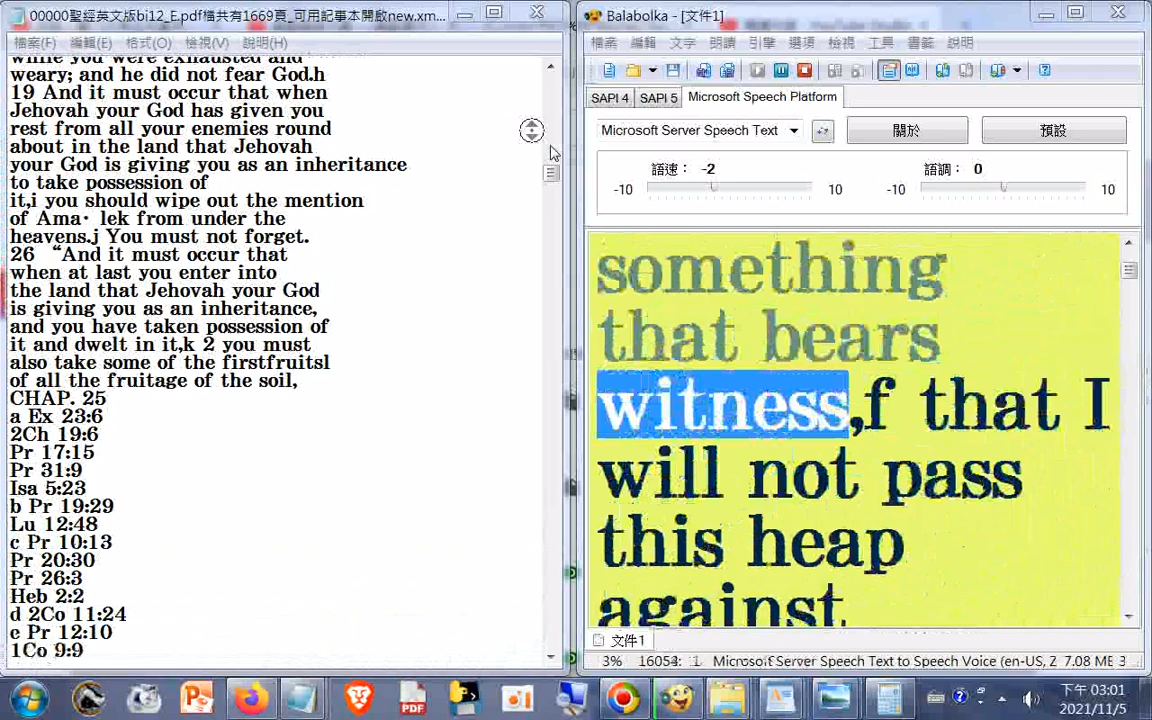 00000聖經英文版bi12_E.pdf檔共有1669頁_可用記事本開啟new.xm...
檔案(F) 編輯(E) 格式(O) 檢視(V) 說明(H)
while you were exhausted and
weary; and he did not fear God.h
19 And it must occur that when
Jehovah your God has given you
rest from all your enemies round
about in the land that Jehovah
your God is giving you as an inheritance
to take possession of
it,i you should wipe out the mention
of Ama· lek from under the
heavens.j You must not forget.
26 “And it must occur that
when at last you enter into
the land that Jehovah your God
is giving you as an inheritance,
and you have taken possession of
it and dwelt in it,k 2 you must
also take some of the firstfruitsl
of all the fruitage of the soil,
CHAP. 25
a Ex 23:6
2Ch 19:6
Pr 17:15
Pr 31:9
Isa 5:23
b Pr 19:29
Lu 12:48
c Pr 10:13
Pr 20:30
Pr 26:3
Heb 2:2
d 2Co 11:24
e Pr 12:10
1Co 9:9
Balabolka - [文件1]
檔案 編輯 文字 朗讀 引擎 選項 檢視 工具 書籤 說明
SAPI 4 SAPI 5 Microsoft Speech Platform
Microsoft Server Speech Text 關於 預設
語速： -2 語調： 0
-10 10 -10 10
something
that bears
witness,f that I
will not pass
this heap
against
文件1
3% 16054: 1 Microsoft Server Speech Text to Speech Voice (en-US, Z 7.08 MB 3
PDF
下午 03:01
2021/11/5